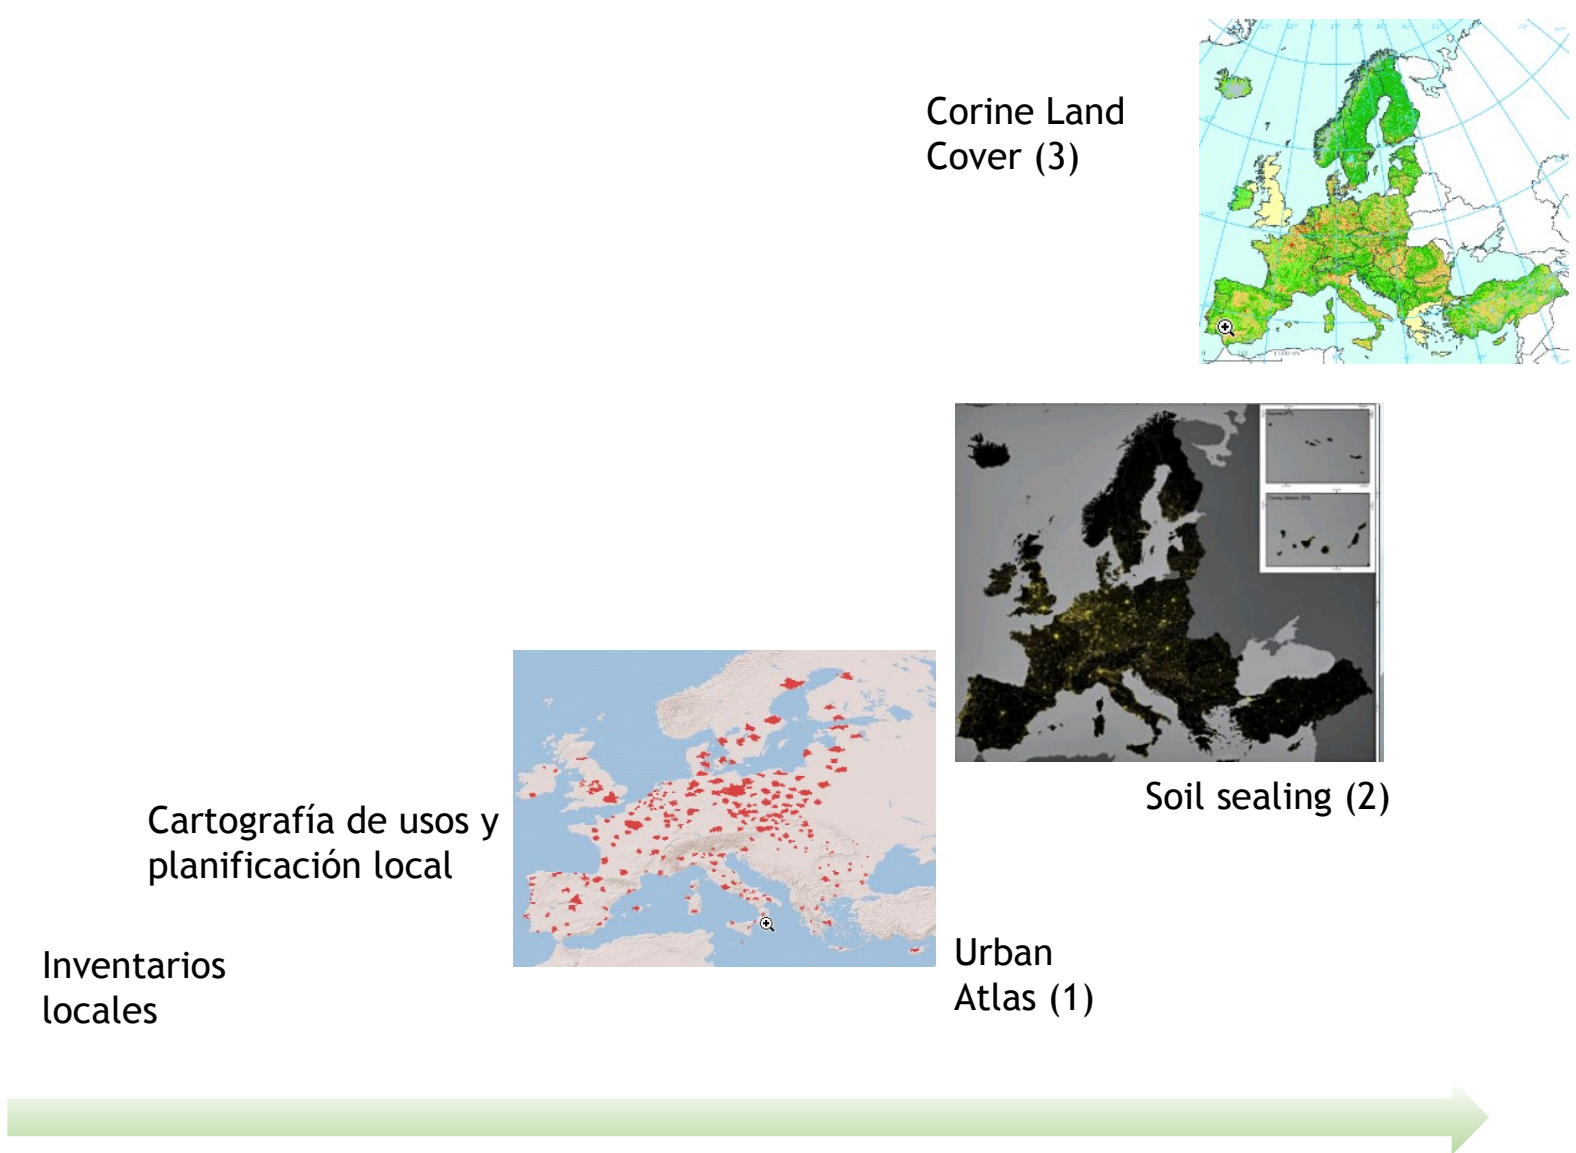 Corine Land
Cover (3)
Soil sealing (2)
Cartografía de usos y
planificación local
Urban
Atlas (1)
Inventarios
locales